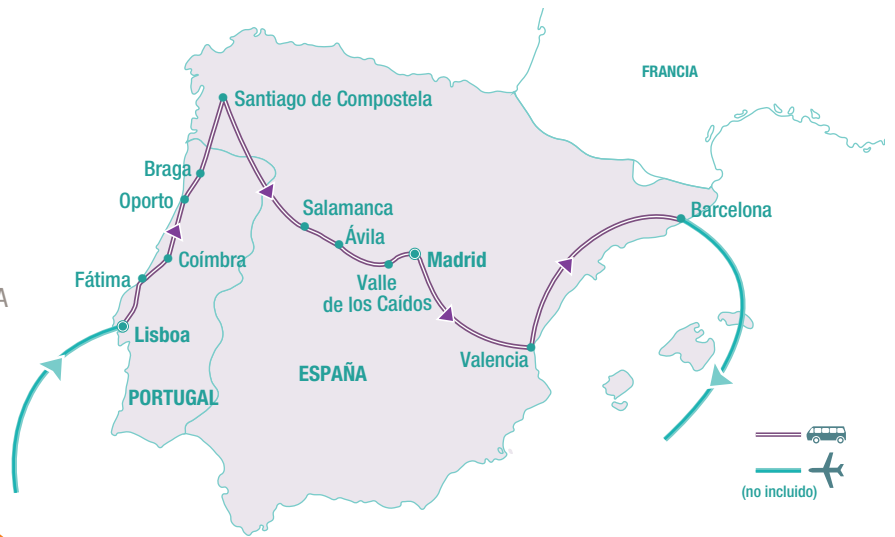 FRANCIA
Santiago de Compostela
Braga
Oporto
Salamanca
Barcelona
Ávila
Coímbra
Madrid
Fátima
Valle
de los Caídos
A
Lisboa
Valencia
ESPAÑA
PORTUGAL
(no incluido)